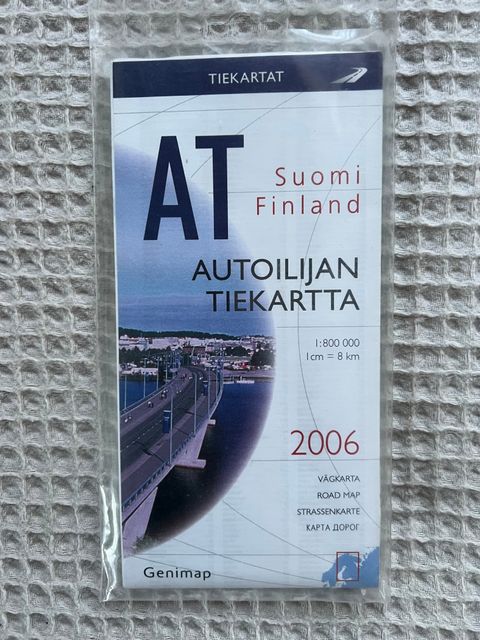 TIEKARTAT
AT
Suomi
Finland
AUTOILIJAN
TIEKARTTA
1:800 000
1cm = 8 km
2006
VÄGKARTA
ROAD MAP
STRASSENKARTE
КАРТА ДОРОГ
Genimap